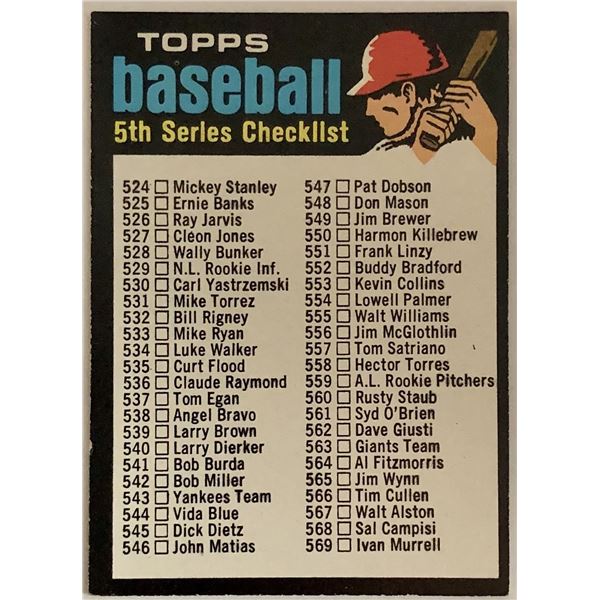 TOPPS
baseball
5th Series Checklist
524 Mickey Stanley
525 Ernie Banks
526 Ray Jarvis
527 Cleon Jones
528 Wally Bunker
529 N.L. Rookie Inf.
530 Carl Yastrzemski
531 Mike Torrez
532 Bill Rigney
533 Mike Ryan
534 Luke Walker
535 Curt Flood
536 Claude Raymond
537 Tom Egan
538 Angel Bravo
539 Larry Brown
540 Larry Dierker
541 Bob Burda
542 Bob Miller
543 Yankees Team
544 Vida Blue
545 Dick Dietz
546 John Matias
547 Pat Dobson
548 Don Mason
549 Jim Brewer
550 Harmon Killebrew
551 Frank Linzy
552 Buddy Bradford
553 Kevin Collins
554 Lowell Palmer
555 Walt Williams
556 Jim McGlothlin
557 Tom Satriano
558 Hector Torres
559 A.L. Rookie Pitchers
560 Rusty Staub
561 Syd O'Brien
562 Dave Giusti
563 Giants Team
564 Al Fitzmorris
565 Jim Wynn
566 Tim Cullen
567 Walt Alston
568 Sal Campisi
569 Ivan Murrell